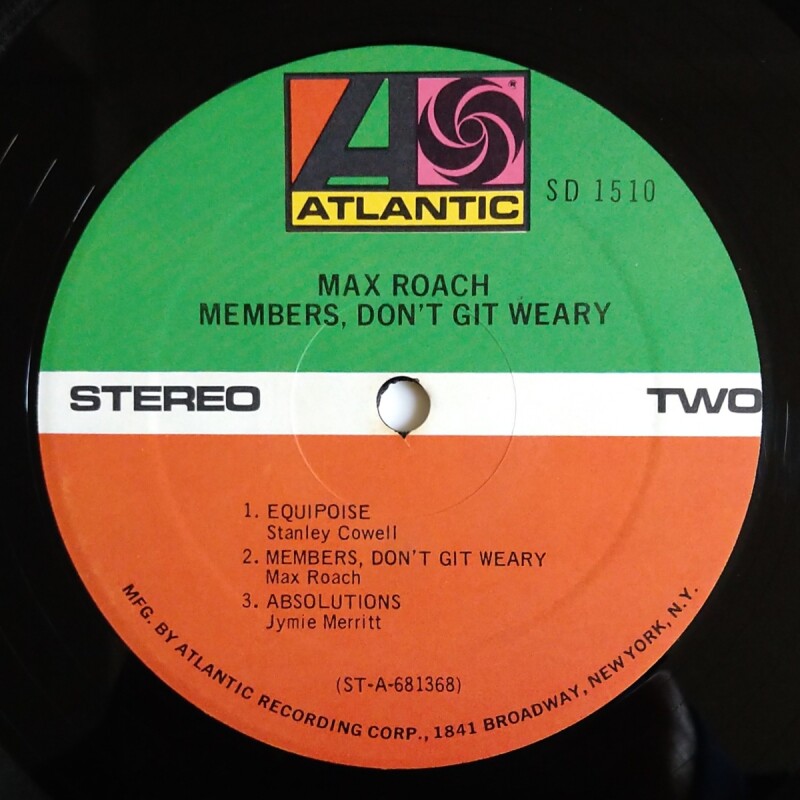 ATLANTIC
SD 1510
MAX ROACH
MEMBERS, DON'T GIT WEARY
STEREO TWO
1. EQUIPOISE
Stanley Cowell
2. MEMBERS, DON'T GIT WEARY
Max Roach
3. ABSOLUTIONS
Jymie Merritt
(ST-A-681368)
MFG. BY ATLANTIC RECORDING CORP., 1841 BROADWAY, NEW YORK, N.Y.